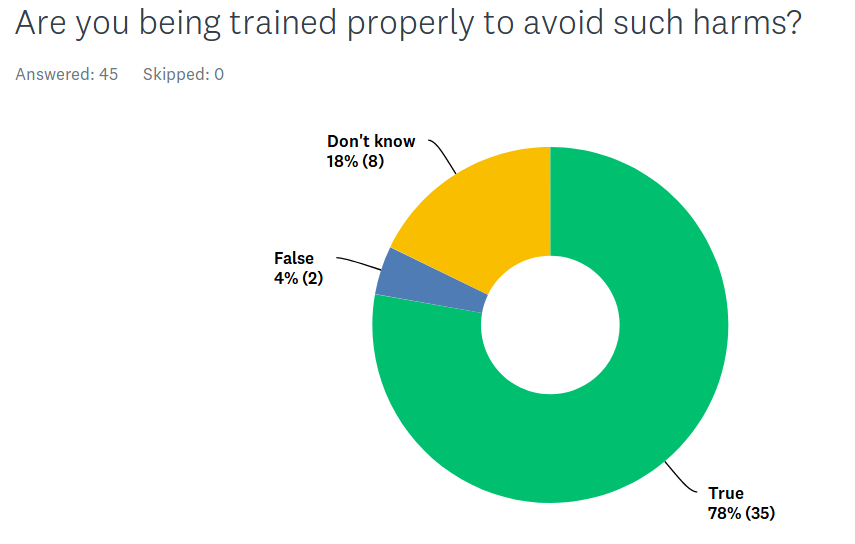 Are you being trained properly to avoid such harms?
Answered: 45 Skipped: 0
Don't know
18% (8)
False
4% (2)
True
78% (35)